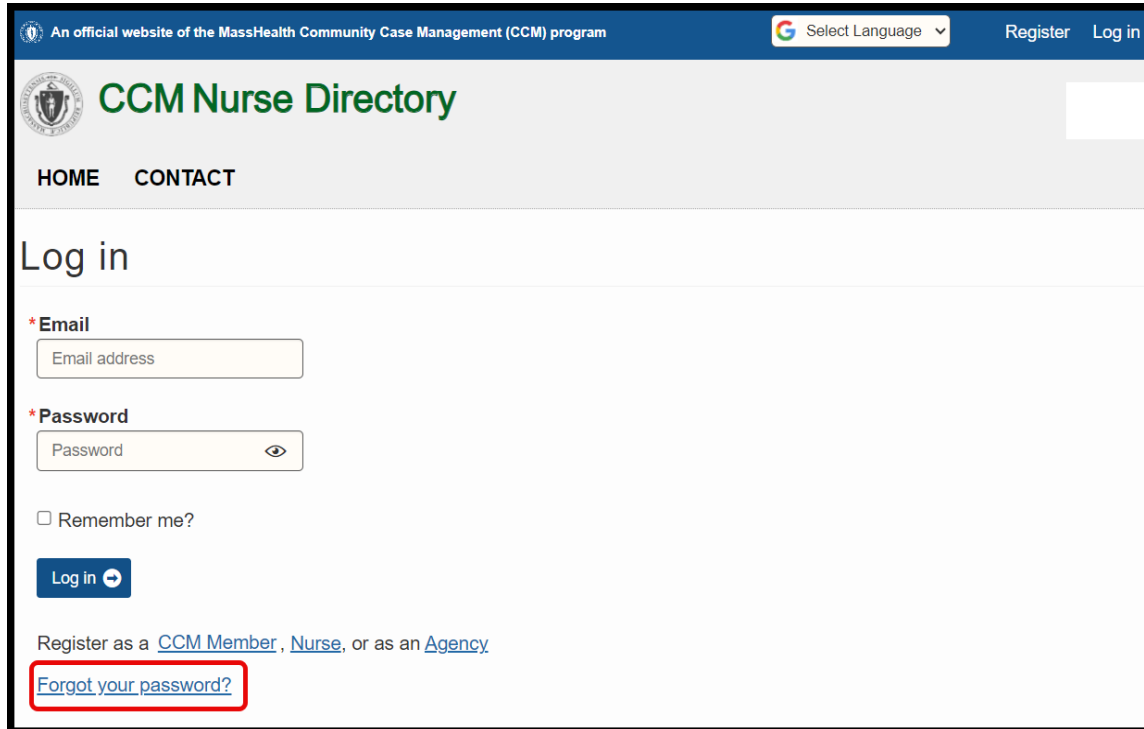 An official website of the MassHealth Community Case Management (CCM) program
Select Language
Register Log in
CCM Nurse Directory
HOME CONTACT
Log in
*Email
Email address
*Password
Password
Remember me?
Log in
Register as a CCM Member , Nurse, or as an Agency
Forgot your password?